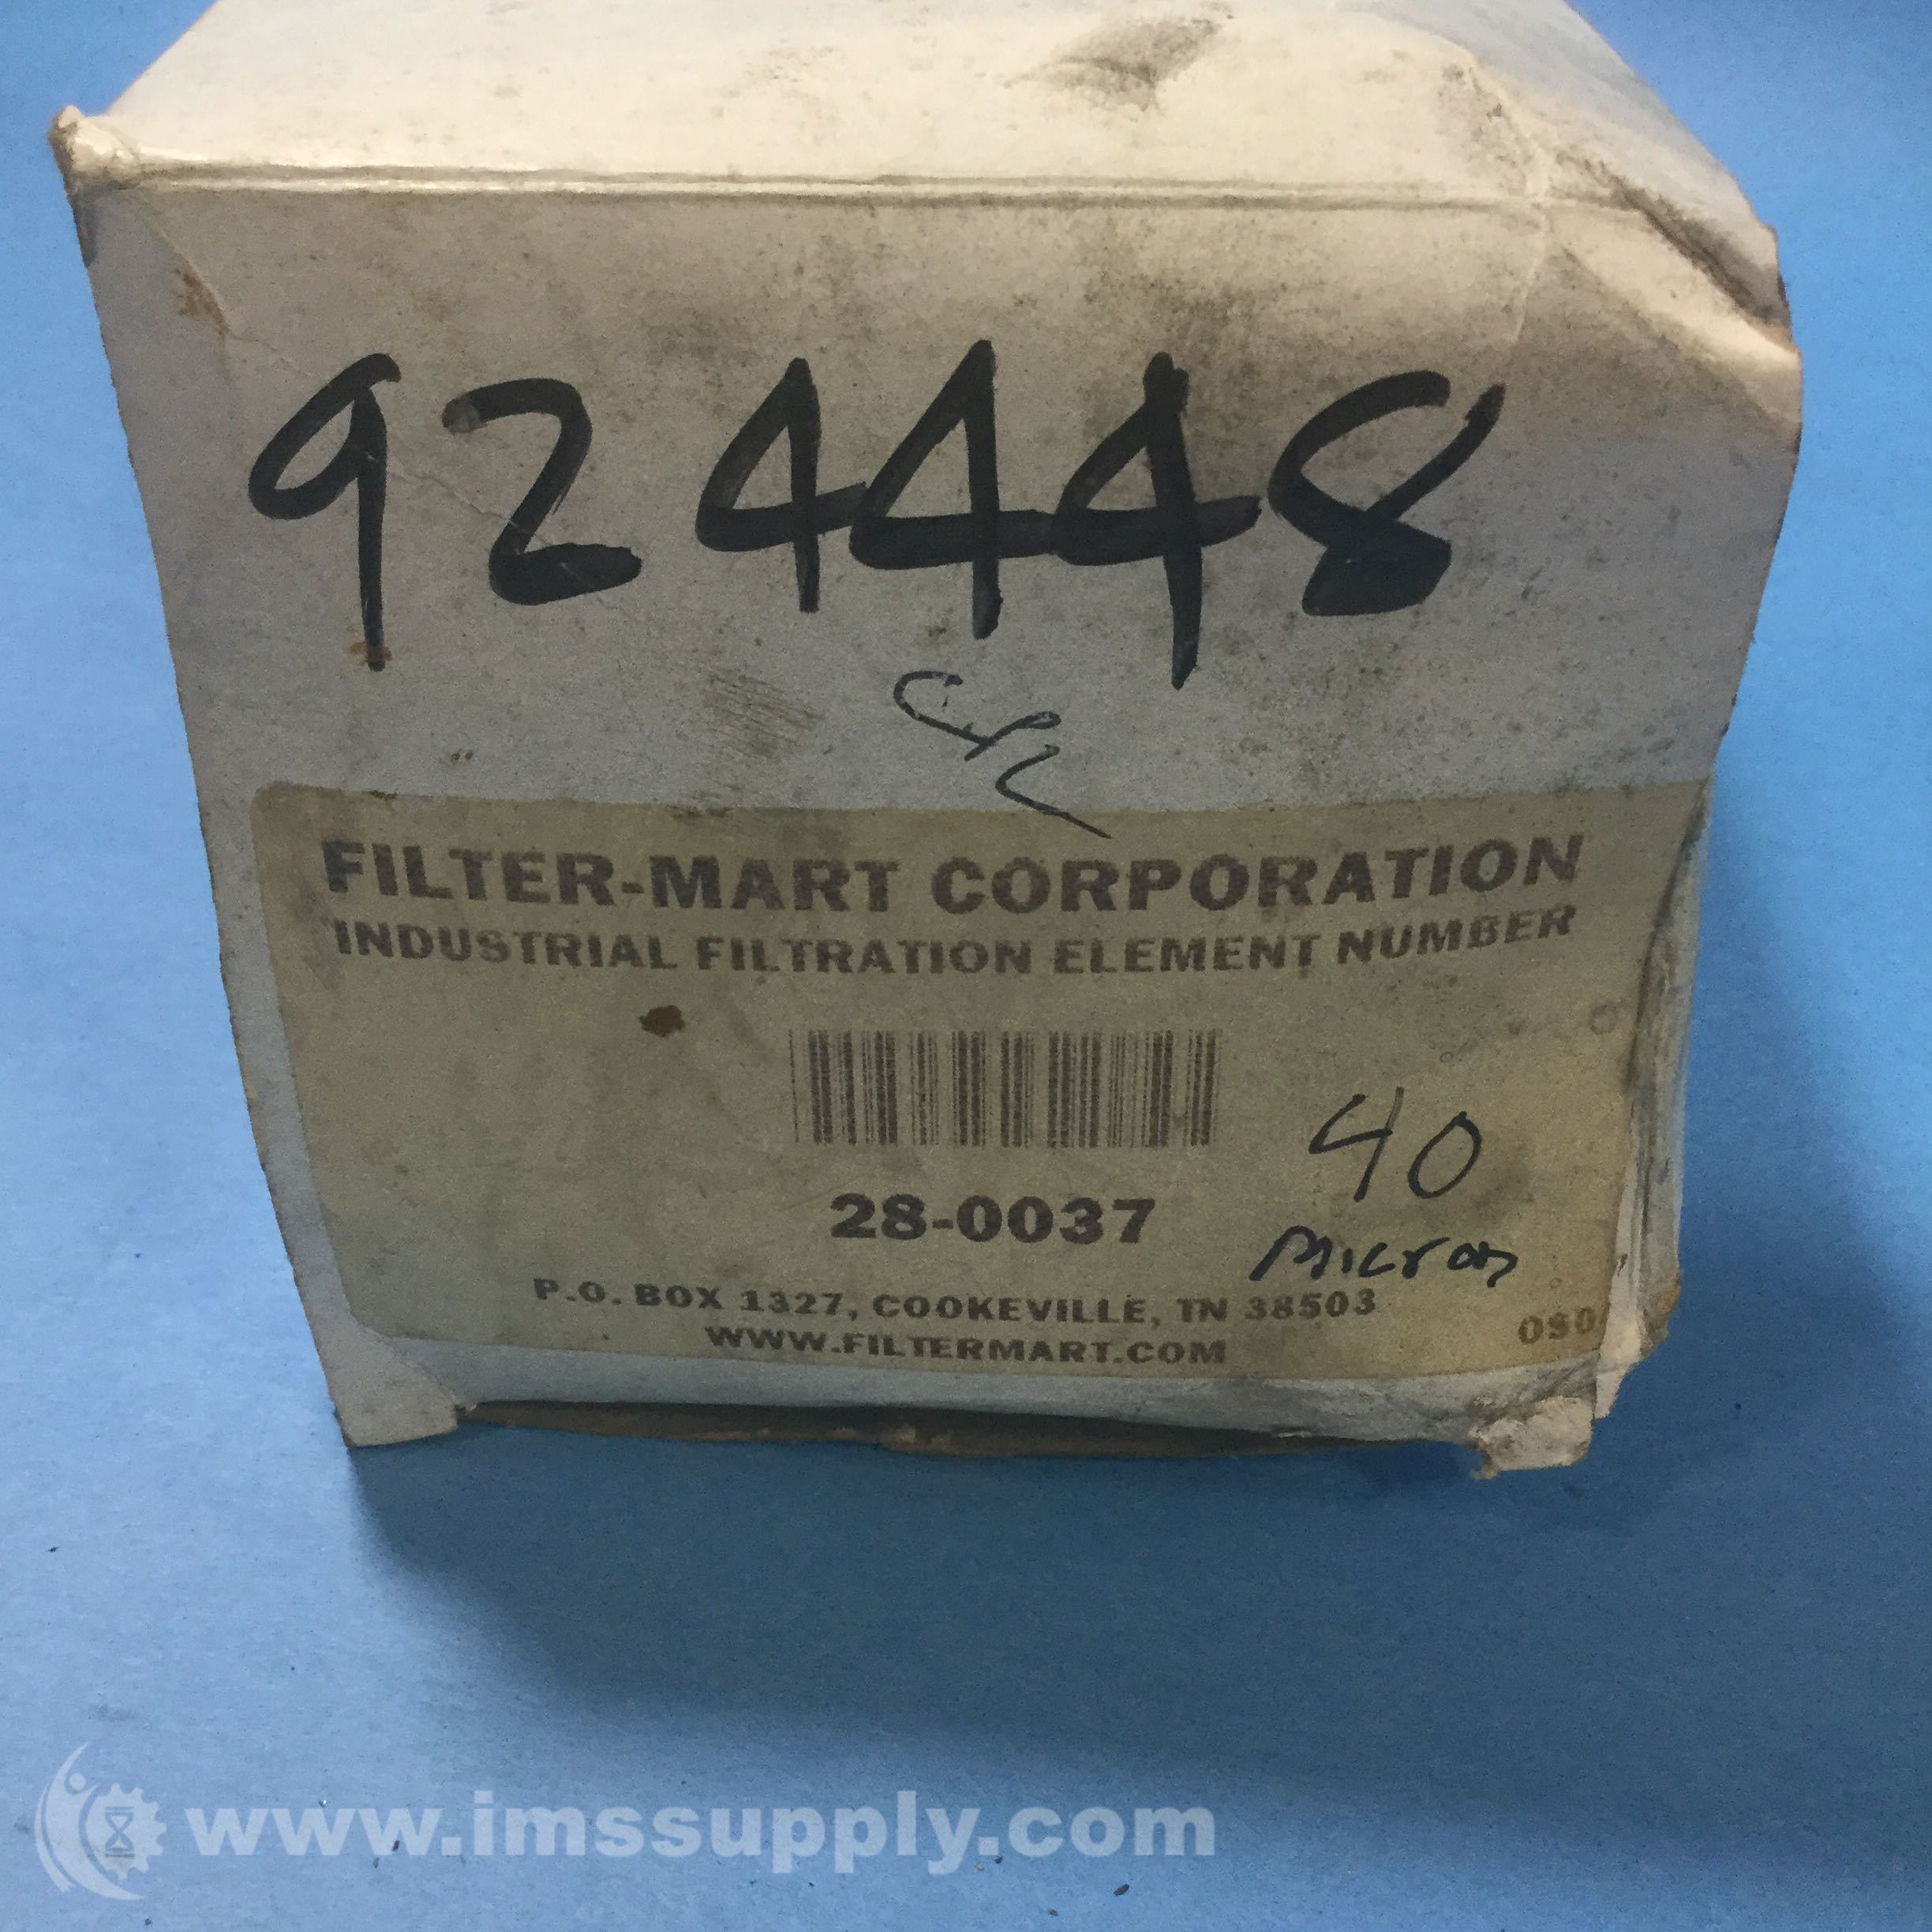 924448
FILTER-MART CORPORATION
INDUSTRIAL FILTRATION ELEMENT NUMBER
28-0037
40
Micron
P.O. BOX 1327, COOKEVILLE, TN 38503
WWW.FILTERMART.COM
090
www.imssupply.com